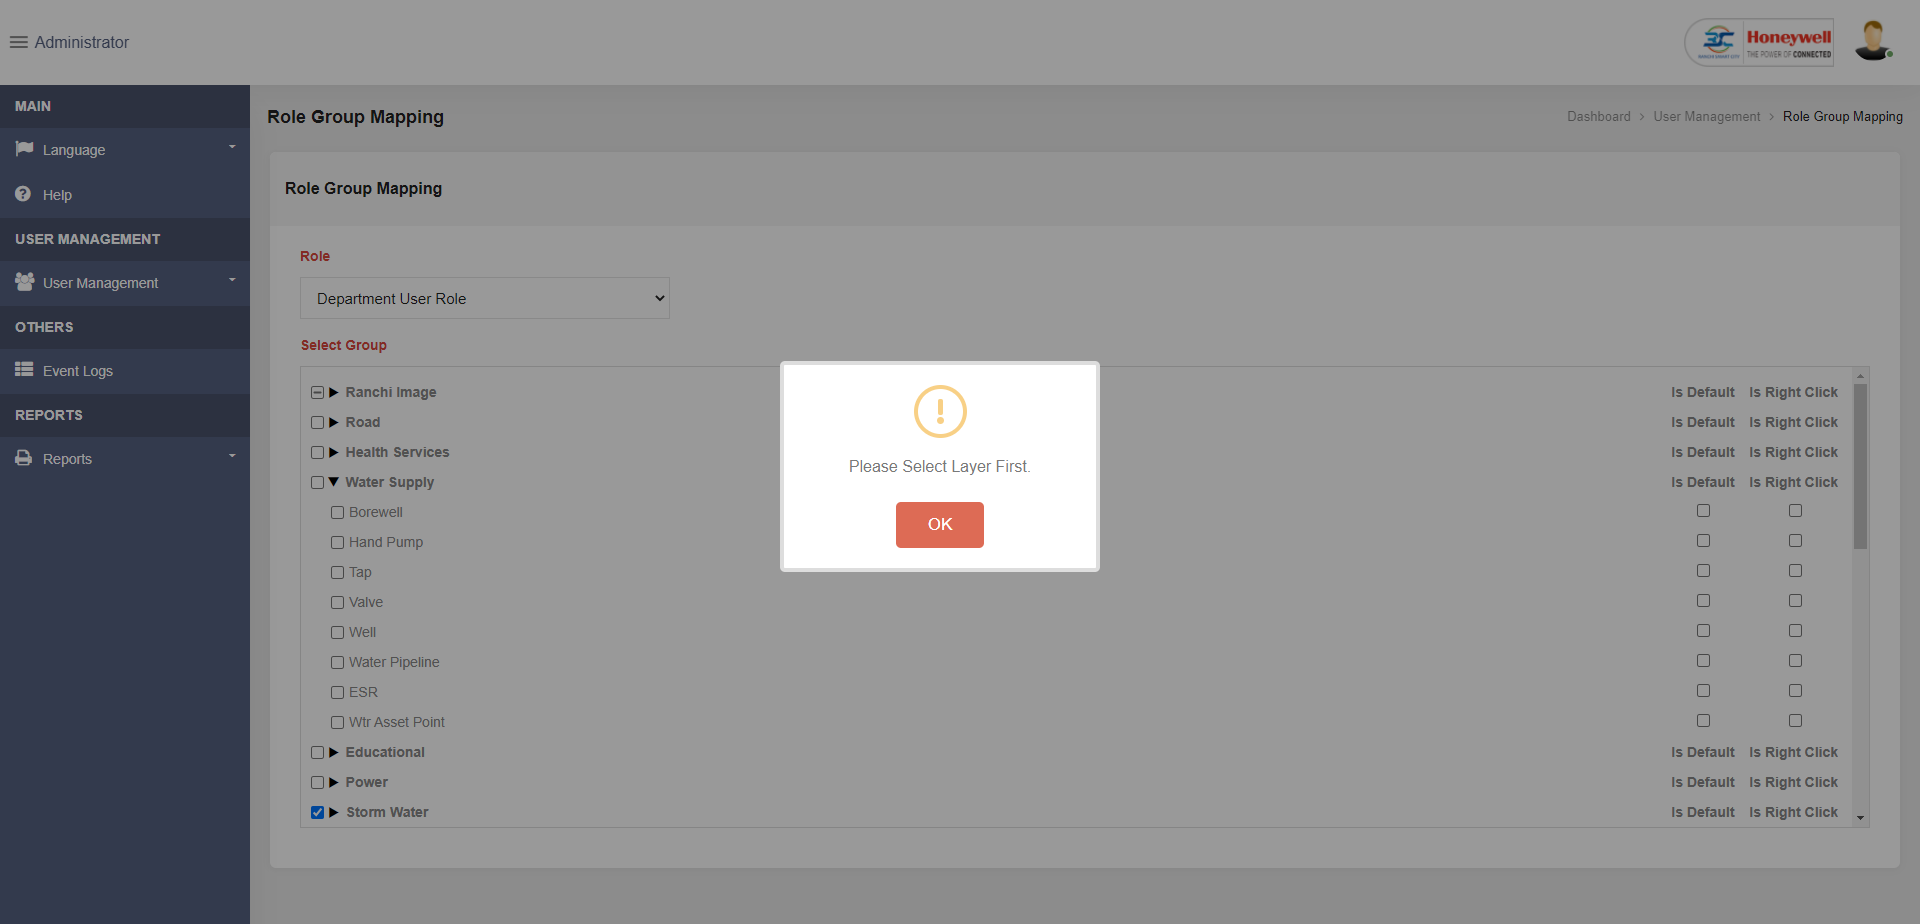 Administrator
Honeywell
THE POWER OF CONNECTED
MAIN
Language
Help
USER MANAGEMENT
User Management
OTHERS
Event Logs
REPORTS
Reports
Role Group Mapping
Dashboard > User Management > Role Group Mapping
Role Group Mapping
Role
Department User Role
Select Group
Ranchi Image Is Default Is Right Click
Road Is Default Is Right Click
Health Services Is Default Is Right Click
Water Supply Is Default Is Right Click
Borewell
Hand Pump
Tap
Valve
Well
Water Pipeline
ESR
Wtr Asset Point
Educational Is Default Is Right Click
Power Is Default Is Right Click
Storm Water Is Default Is Right Click
Please Select Layer First.
OK